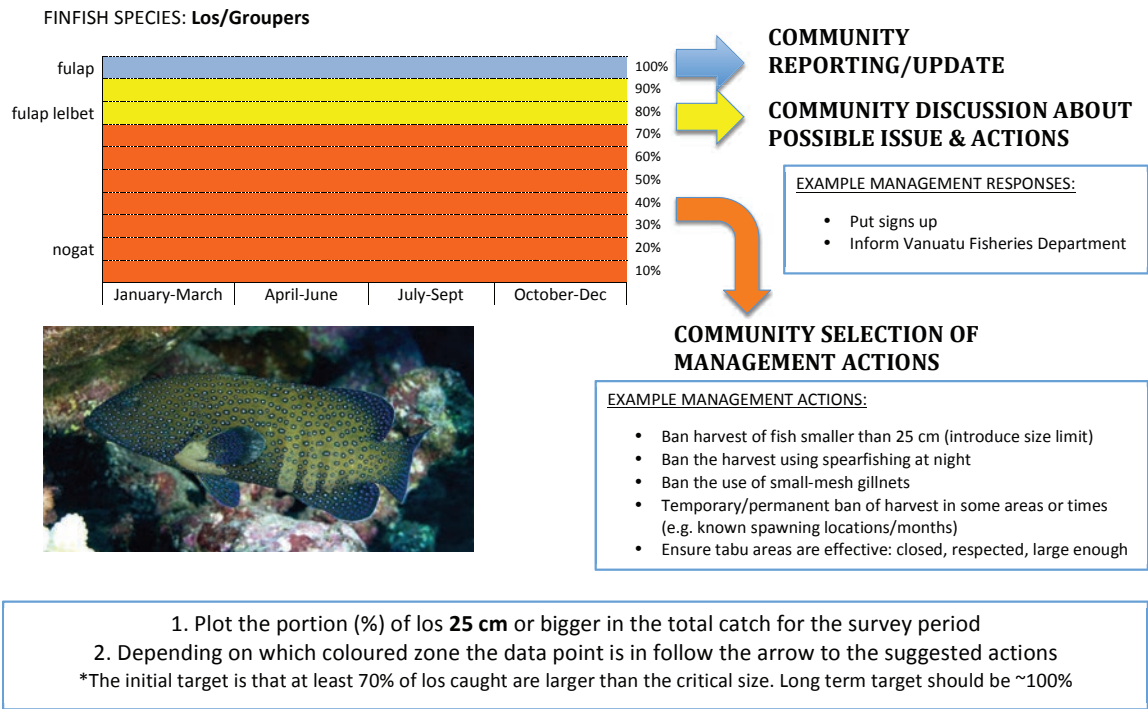 FINFISH SPECIES: Los/Groupers
fulap
fulap lelbet
nogat
100%
90%
80%
70%
60%
50%
40%
30%
20%
10%
January-March
April-June
July-Sept
October-Dec
COMMUNITY
REPORTING/UPDATE
COMMUNITY DISCUSSION ABOUT
POSSIBLE ISSUE & ACTIONS
EXAMPLE MANAGEMENT RESPONSES:
• Put signs up
• Inform Vanuatu Fisheries Department
COMMUNITY SELECTION OF
MANAGEMENT ACTIONS
EXAMPLE MANAGEMENT ACTIONS:
• Ban harvest of fish smaller than 25 cm (introduce size limit)
• Ban the harvest using spearfishing at night
• Ban the use of small-mesh gillnets
• Temporary/permanent ban of harvest in some areas or times
(e.g. known spawning locations/months)
• Ensure tabu areas are effective: closed, respected, large enough
1. Plot the portion (%) of los 25 cm or bigger in the total catch for the survey period
2. Depending on which coloured zone the data point is in follow the arrow to the suggested actions
*The initial target is that at least 70% of los caught are larger than the critical size. Long term target should be ~100%